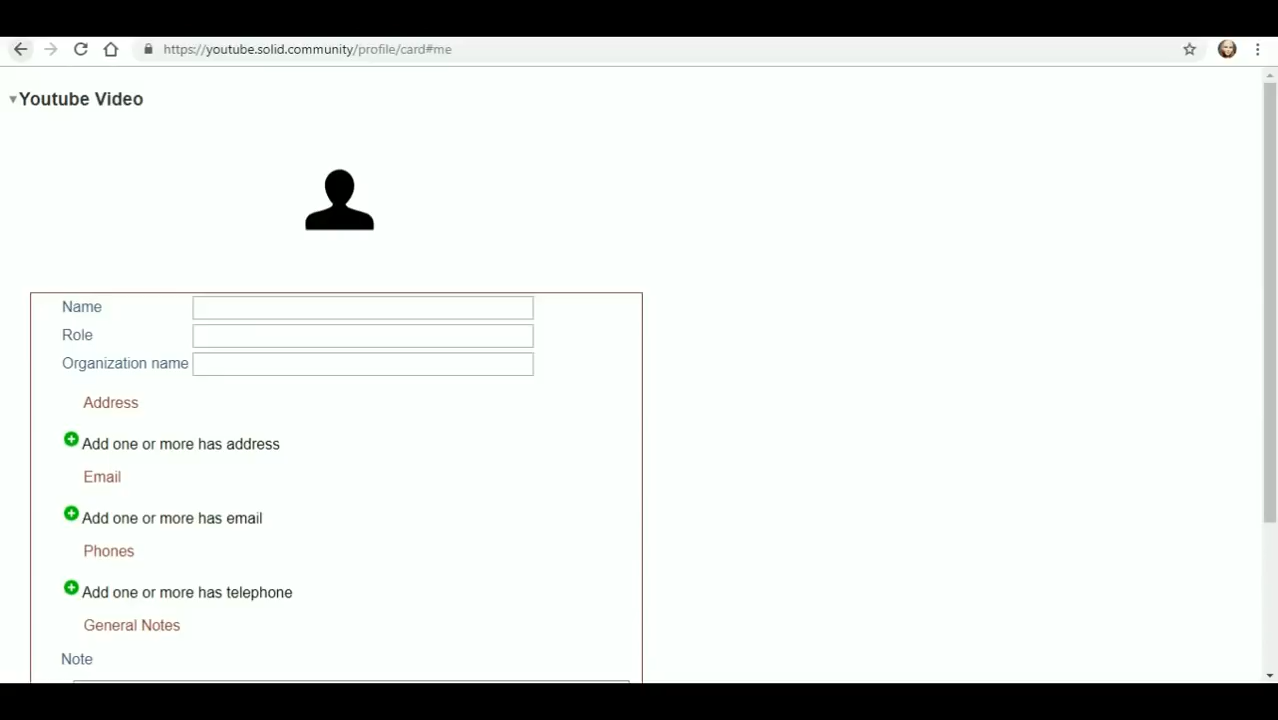 https://youtube.solid.community/profile/card#me
Youtube Video
Name
Role
Organization name
Address
Add one or more has address
Email
Add one or more has email
Phones
Add one or more has telephone
General Notes
Note